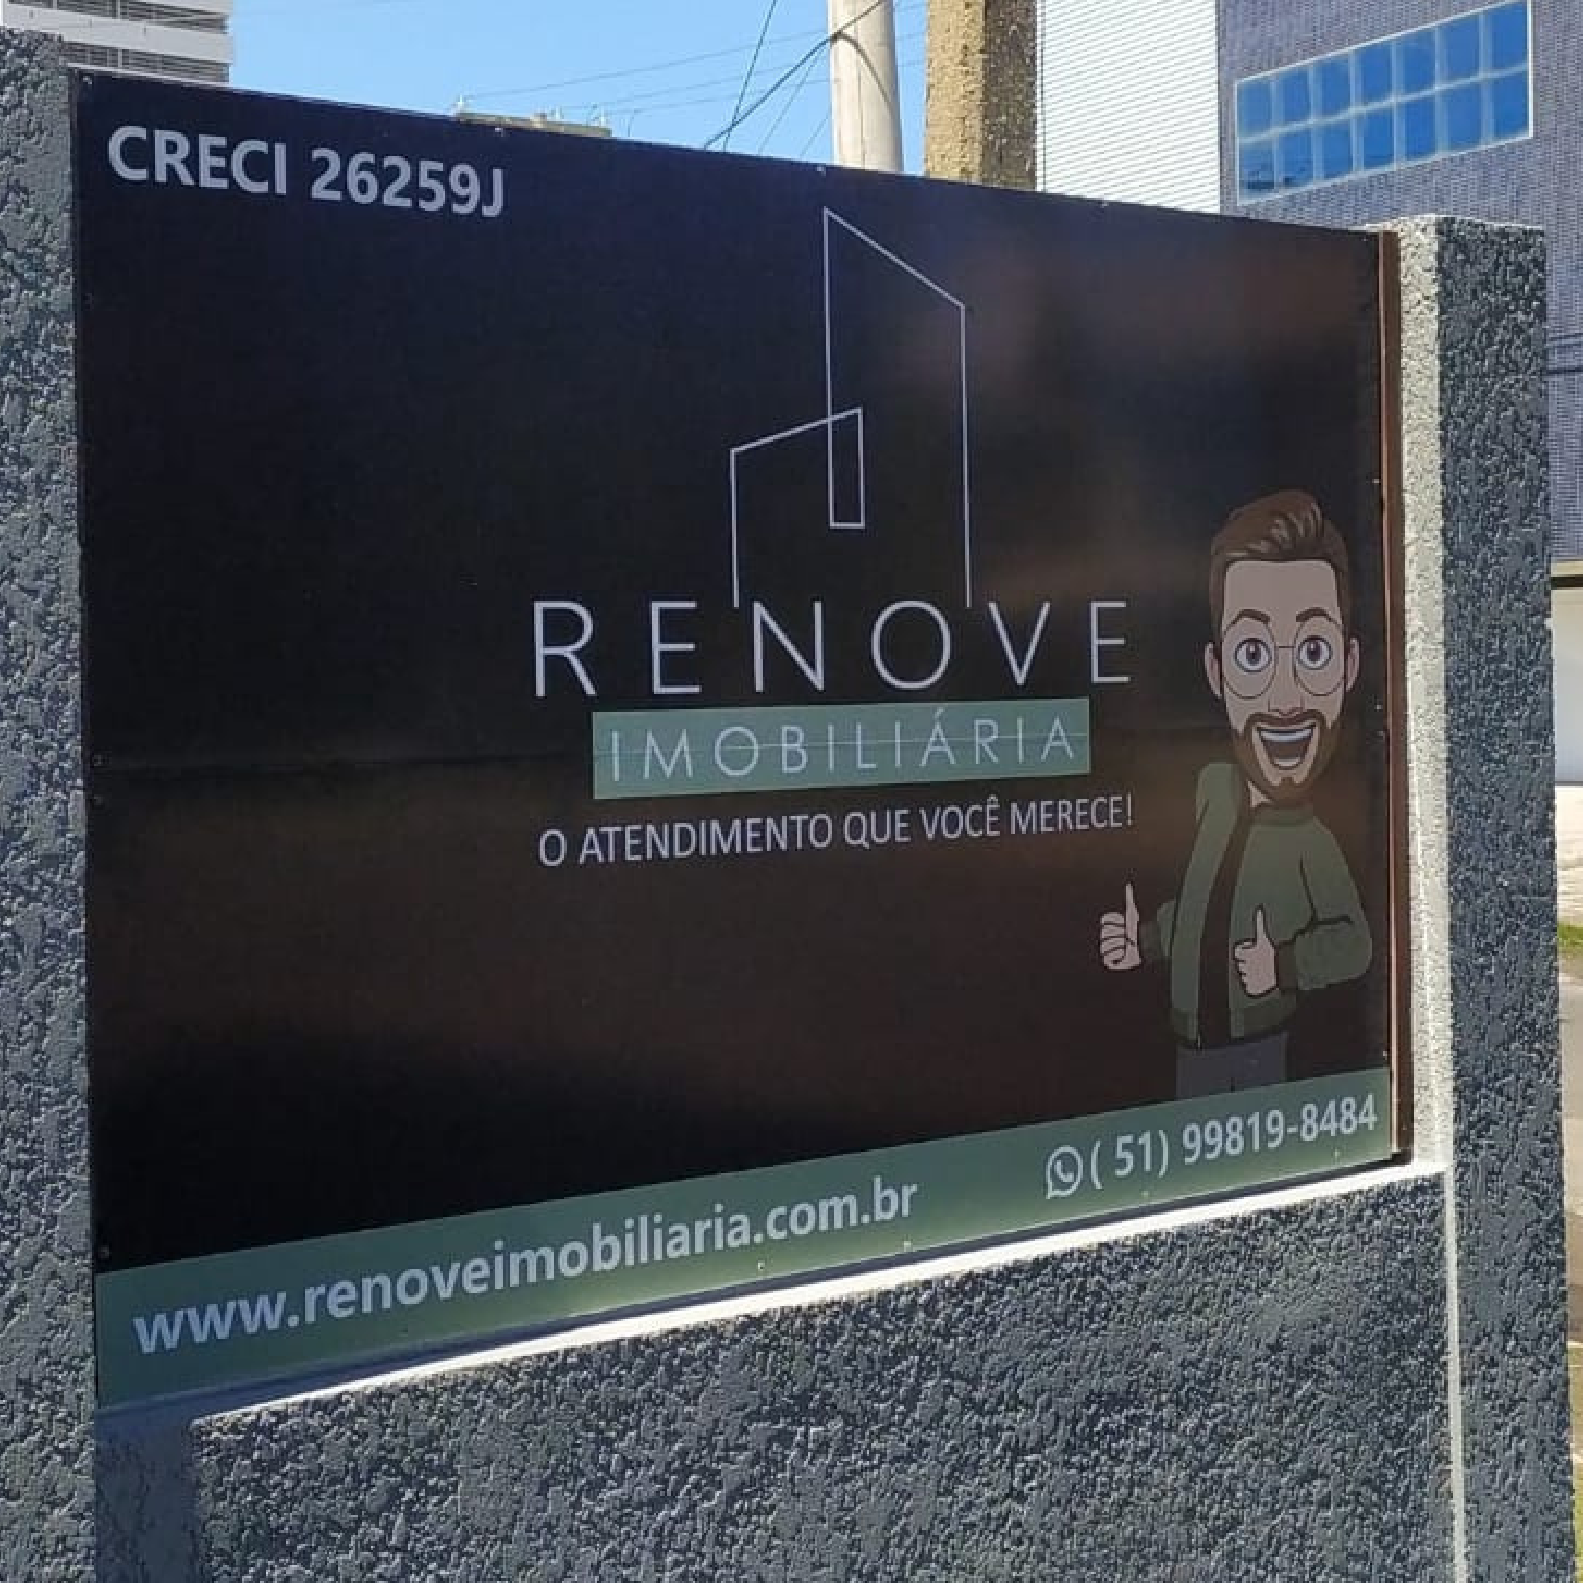 CRECI 26259J
RENOVE
IMOBILIÁRIA
O ATENDIMENTO QUE VOCÊ MERECE!
www.renoveimobiliaria.com.br
( 51) 99819-8484